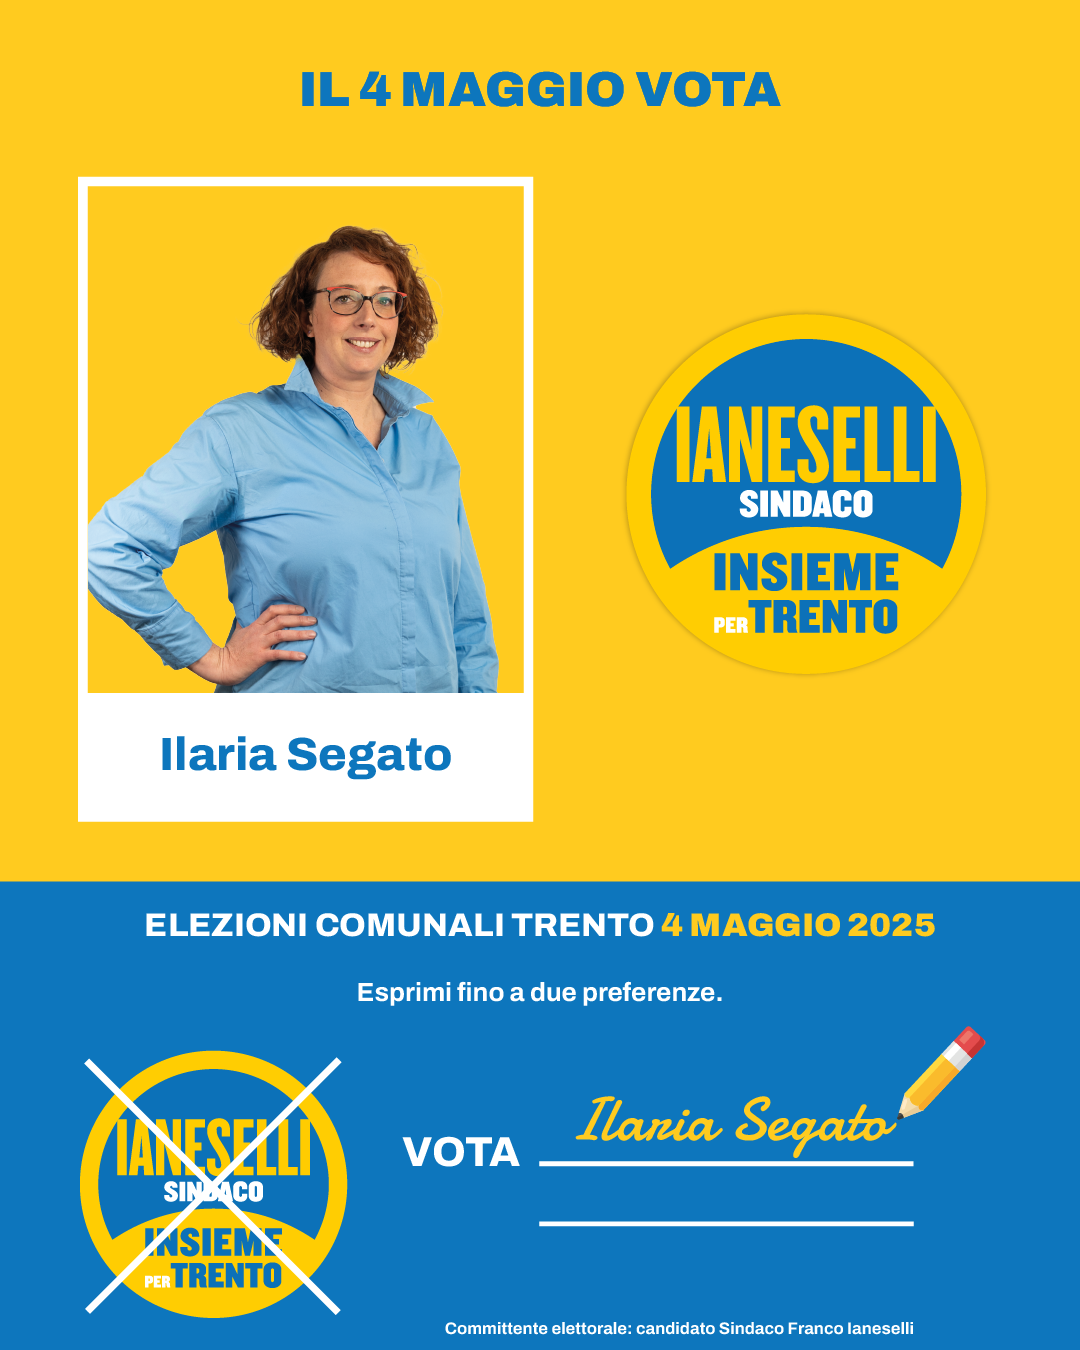 IL 4 MAGGIO VOTA
IANESELLI
SINDACO
INSIEME
PER TRENTO
Ilaria Segato
ELEZIONI COMUNALI TRENTO 4 MAGGIO 2025
Esprimi fino a due preferenze.
IANESELLI
SINDACO
INSIEME
PER TRENTO
VOTA Ilaria Segato
Committente elettorale: candidato Sindaco Franco Ianeselli